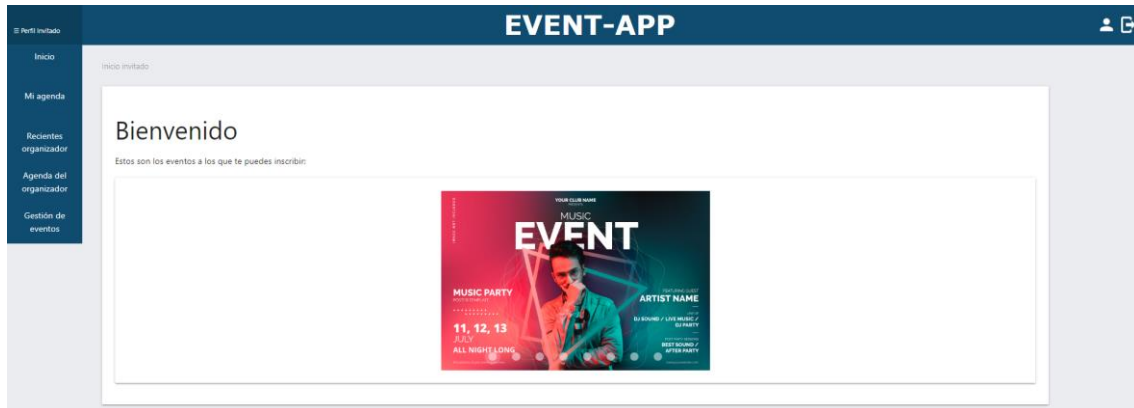 EVENT-APP
☰ Perfil Invitado
Inicio
Mi agenda
Recientes
organizador
Agenda del
organizador
Gestión de
eventos
Inicio invitado
Bienvenido
Estos son los eventos a los que te puedes inscribir:
YOUR CLUB NAME
MUSIC
EVENT
MUSIC PARTY
11, 12, 13
JULY
ALL NIGHT LONG
ARTIST NAME
DJ SOUND / LIVE MUSIC /
DJ PARTY
BEST SOUND /
AFTER PARTY